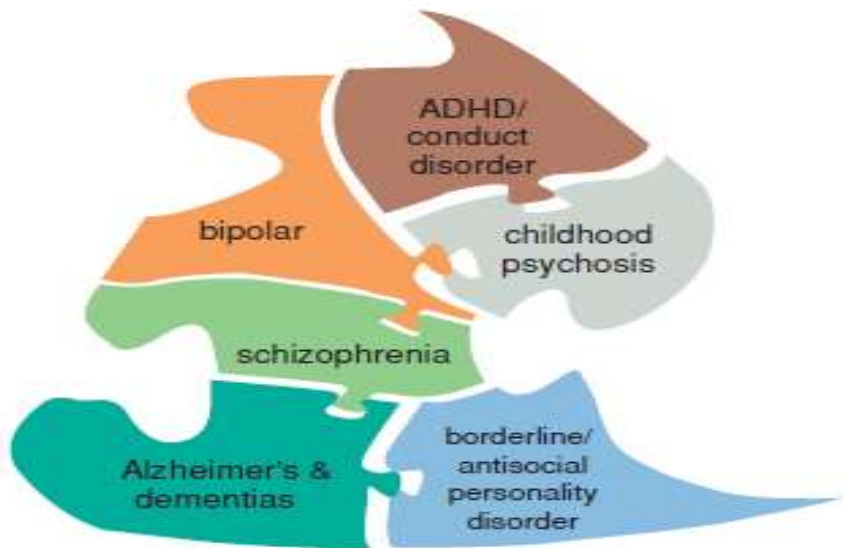 ADHD/
conduct
disorder
bipolar
childhood
psychosis
schizophrenia
Alzheimer's &
dementias
borderline/
antisocial
personality
disorder